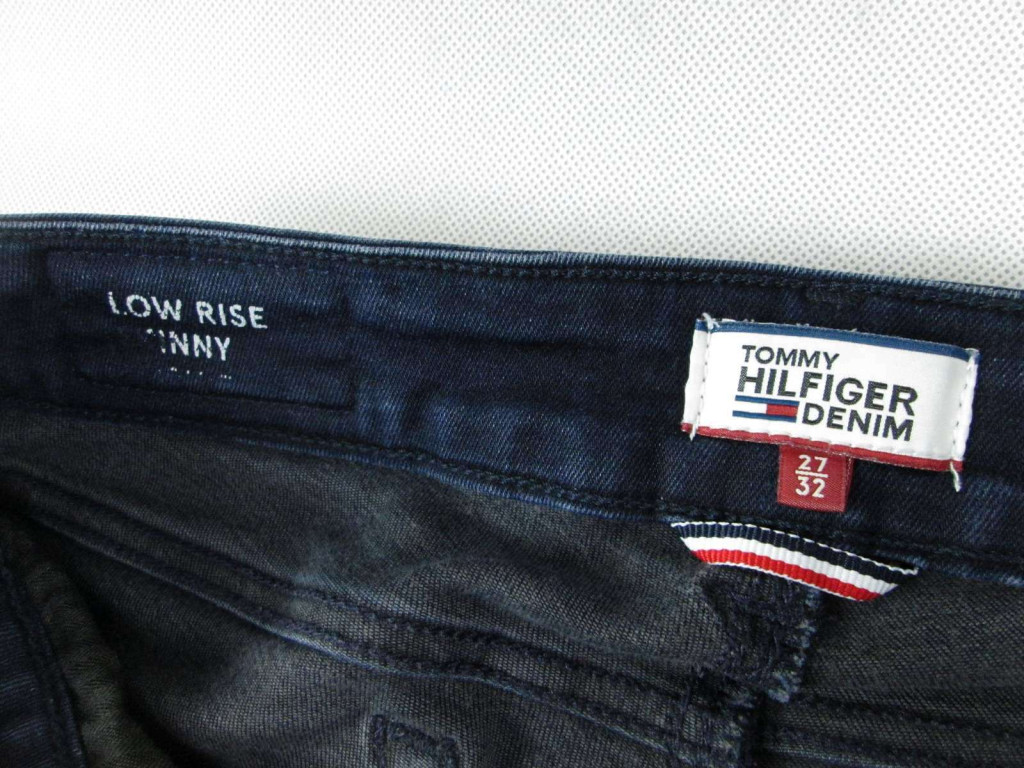 LOW RISE
INNY
TOMMY
HILFIGER
DENIM
27
32